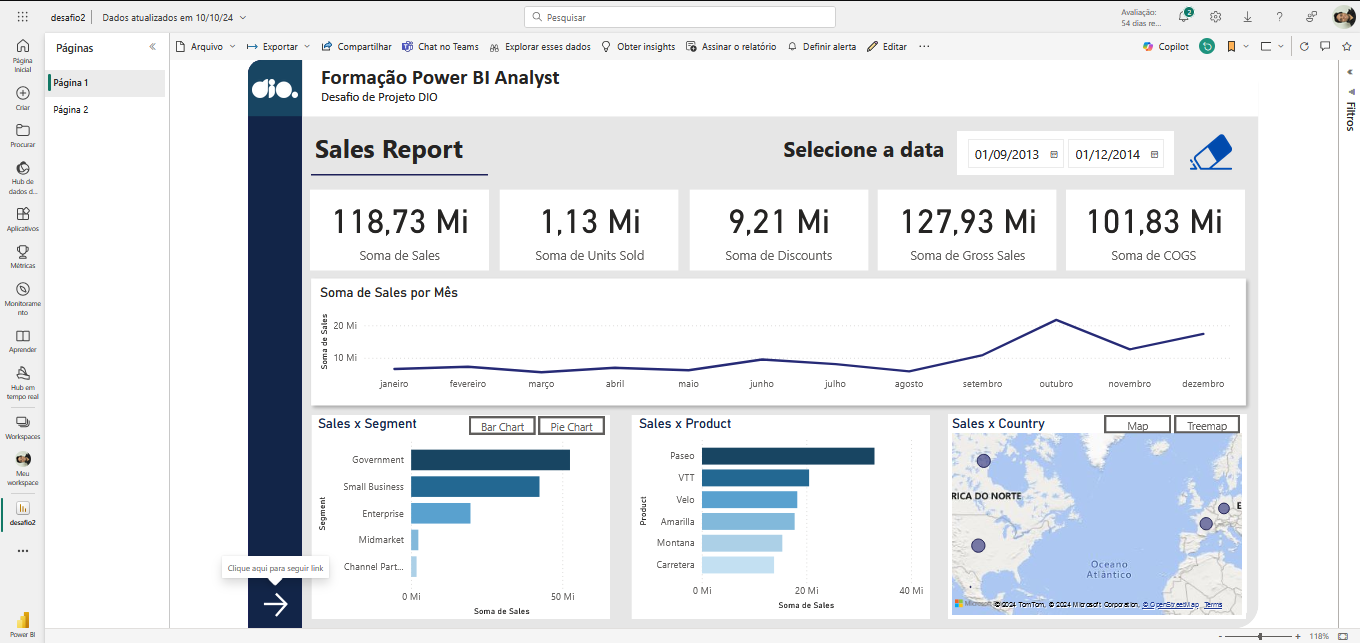 desafio2
Dados atualizados em 10/10/24
Pesquisar
Avaliação:
54 dias re...
2
Página
Inicial
Criar
Procurar
Hub de
dados d...
Aplicativos
Métricas
Monitorame
nto
Aprender
Hub em
tempo real
Workspaces
Meu
workspace
desafio2
Power BI
Páginas
Página 1
Página 2
Arquivo
Exportar
Compartilhar
Chat no Teams
Explorar esses dados
Obter insights
Assinar o relatório
Definir alerta
Editar
Copilot
Filtros
dio.
Formação Power BI Analyst
Desafio de Projeto DIO
Sales Report
Selecione a data
01/09/2013
01/12/2014
118,73 Mi
Soma de Sales
1,13 Mi
Soma de Units Sold
9,21 Mi
Soma de Discounts
127,93 Mi
Soma de Gross Sales
101,83 Mi
Soma de COGS
Soma de Sales por Mês
Soma de Sales
20 Mi
10 Mi
janeiro fevereiro março abril maio junho julho agosto setembro outubro novembro dezembro
Sales x Segment
Bar Chart
Pie Chart
Segment
Government
Small Business
Enterprise
Midmarket
Channel Part...
0 Mi 50 Mi
Soma de Sales
Sales x Product
Product
Paseo
VTT
Velo
Amarilla
Montana
Carretera
0 Mi 20 Mi 40 Mi
Soma de Sales
Sales x Country
Map
Treemap
RICA DO NORTE
E
Oceano
Atlântico
Microsoft © 2024 TomTom, © 2024 Microsoft Corporation, © OpenStreetMap Terms
Clique aqui para seguir link
- + 118%